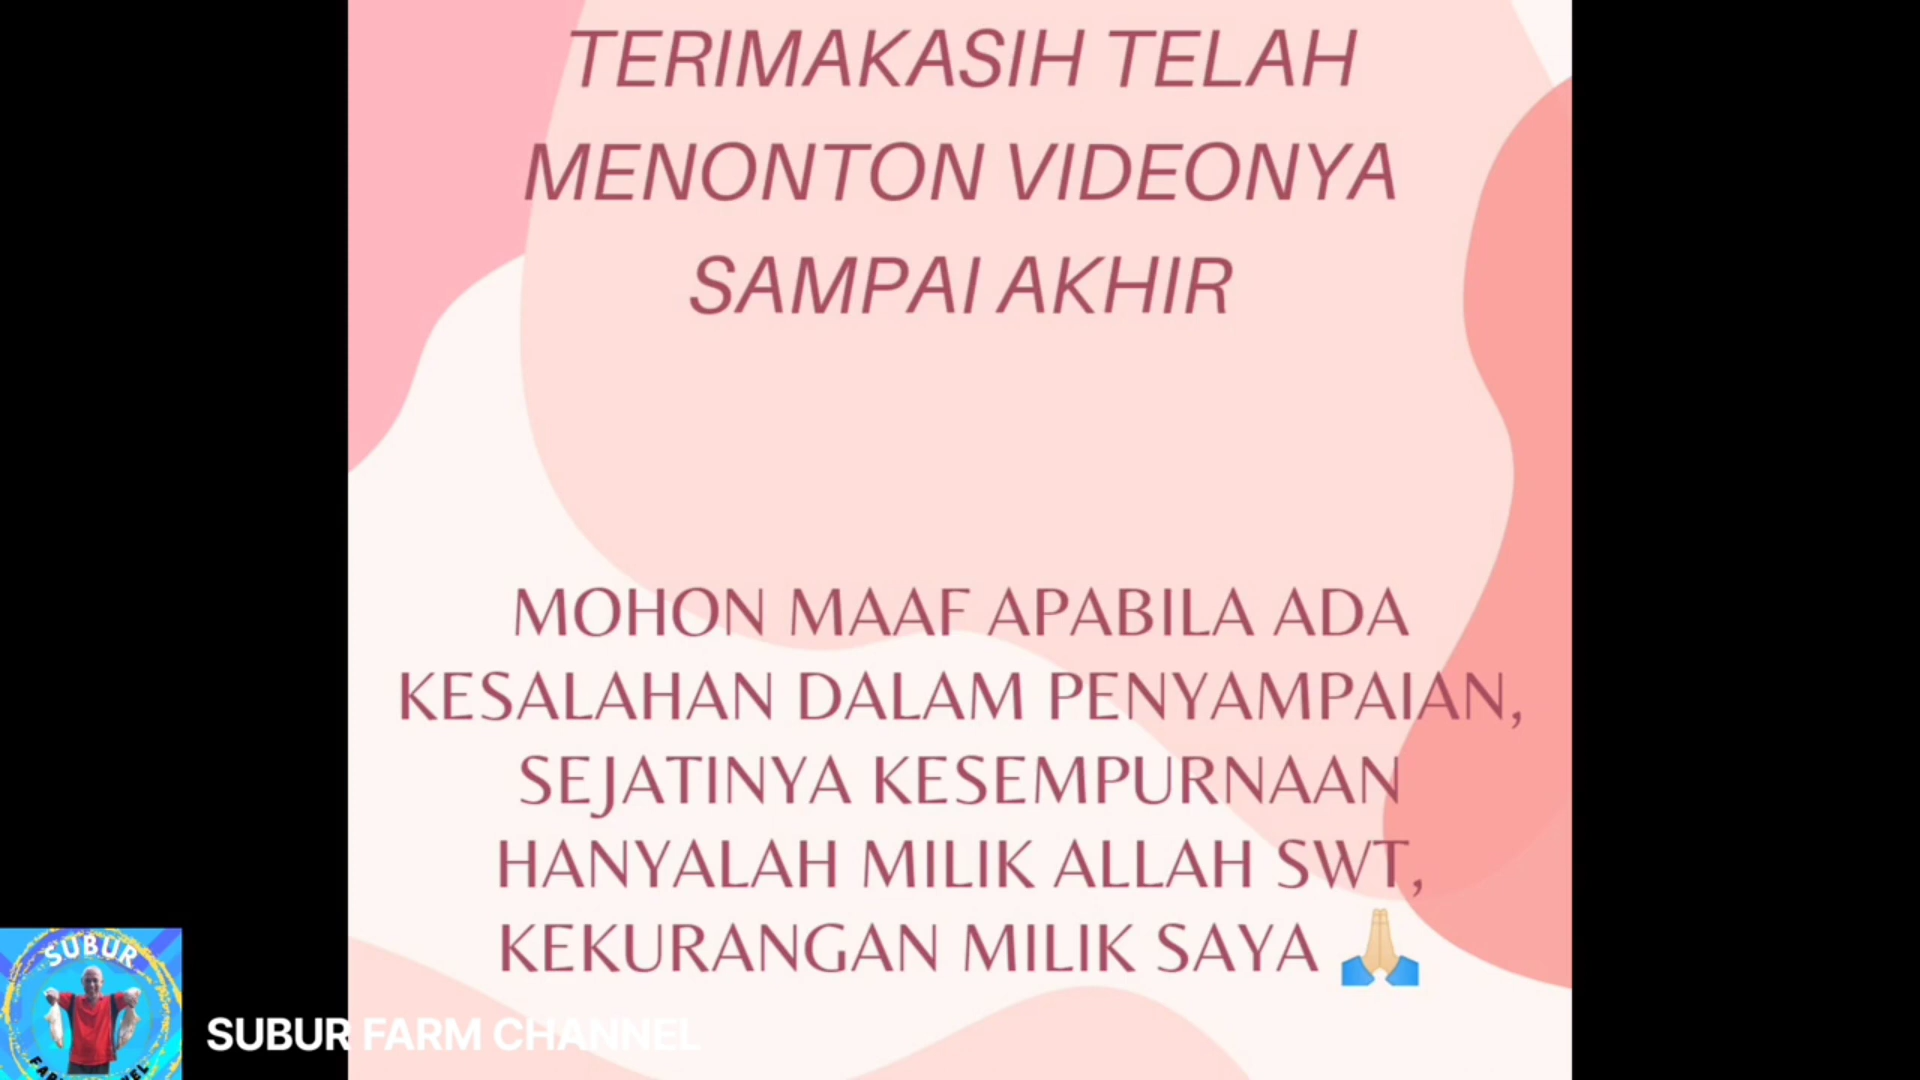 TERIMAKASIH TELAH
MENONTON VIDEONYA
SAMPAI AKHIR
MOHON MAAF APABILA ADA
KESALAHAN DALAM PENYAMPAIAN,
SEJATINYA KESEMPURNAAN
HANYALAH MILIK ALLAH SWT,
KEKURANGAN MILIK SAYA 🙏🏻
SUBUR
SUBUR FARM CHANNEL